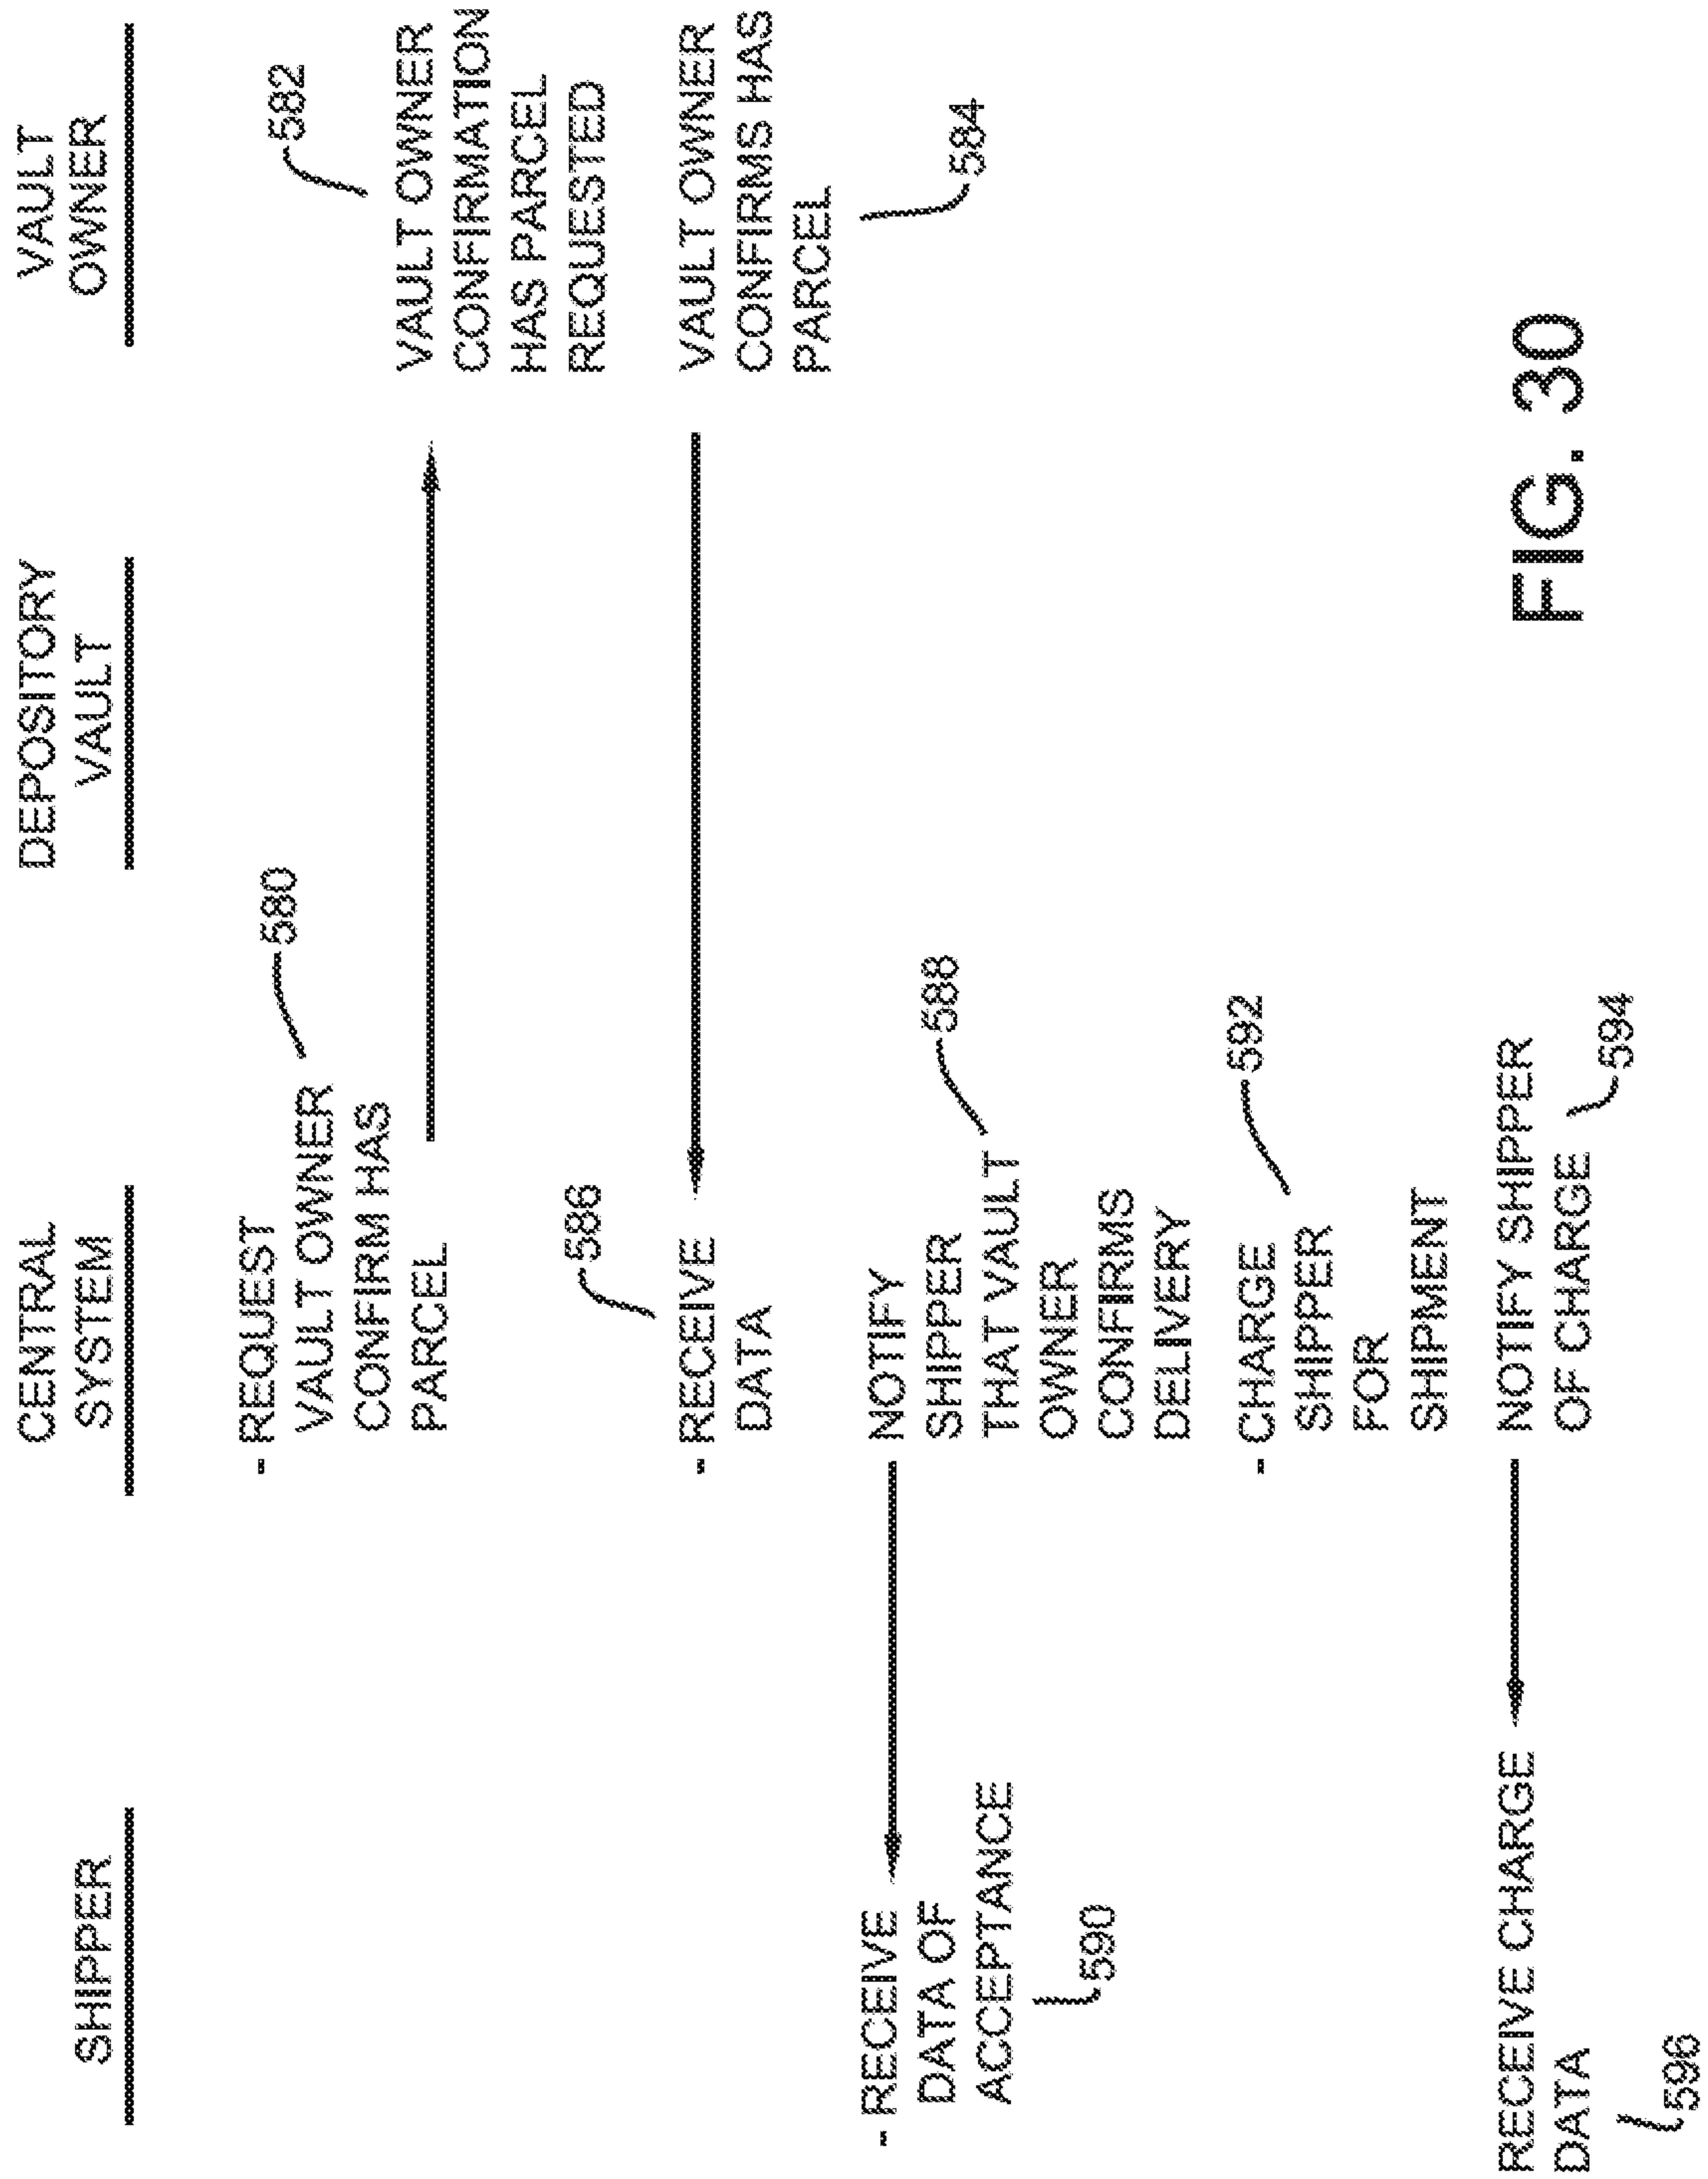 SHIPPER
CENTRAL
SYSTEM
DEPOSITORY
VAULT
VAULT
OWNER
- REQUEST
VAULT OWNER
CONFIRM HAS
PARCEL
580
582
VAULT OWNER
CONFIRMATION
HAS PARCEL
REQUESTED
586
- RECEIVE
DATA
VAULT OWNER
CONFIRMS HAS
PARCEL
584
NOTIFY
SHIPPER
THAT VAULT
OWNER
CONFIRMS
DELIVERY
588
- RECEIVE
DATA OF
ACCEPTANCE
590
- CHARGE
SHIPPER
FOR
SHIPMENT
592
NOTIFY SHIPPER
OF CHARGE
594
RECEIVE CHARGE
DATA
596
FIG. 30